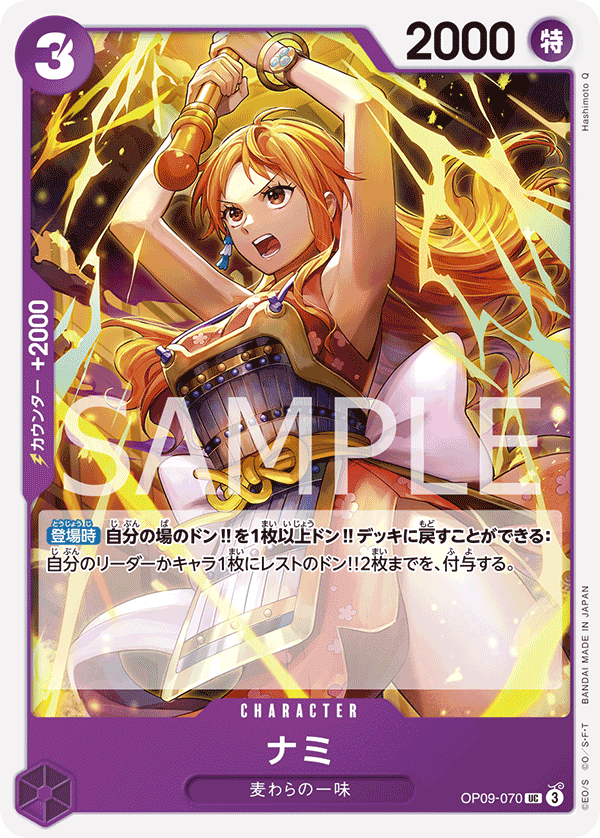 3
2000
特
Hashimoto Q
カウンター +2000
SAMPLE
登場時 自分の場のドン!!を1枚以上ドン!!デッキに戻すことができる:
自分のリーダーかキャラ1枚にレストのドン!!2枚までを、付与する。
CHARACTER
ナミ
麦わらの一味
OP09-070 UC 3
©E.O/S ©O/S・F・T BANDAI MADE IN JAPAN